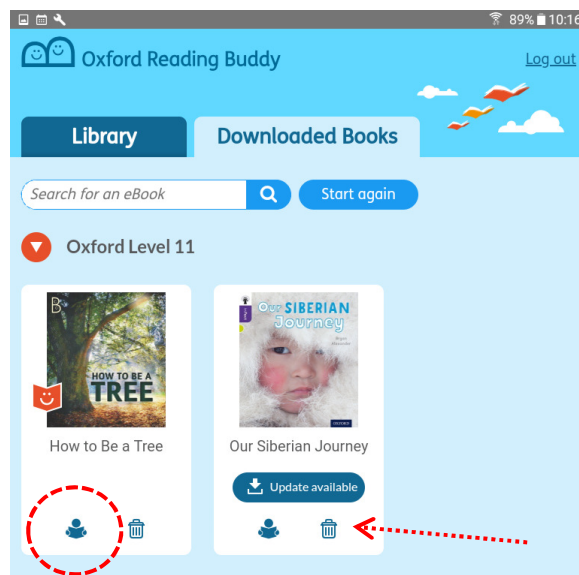 89% 10:16
Oxford Reading Buddy
Log out
Library
Downloaded Books
Search for an eBook
Start again
Oxford Level 11
B
HOW TO BE A
TREE
How to Be a Tree
Our SIBERIAN
Journey
OXFORD
Our Siberian Journey
Update available